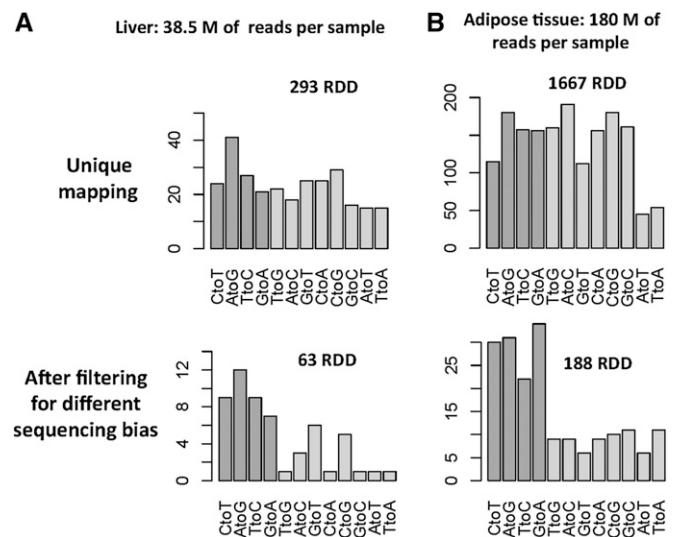 A
Liver: 38.5 M of reads per sample
B
Adipose tissue: 180 M of
reads per sample
Unique
mapping
293 RDD
0
20
40
CtoT
AtoG
TtoC
GtoA
TtoG
AtoC
GtoT
CtoA
CtoG
GtoC
AtoT
TtoA
1667 RDD
0
50
100
200
CtoT
AtoG
TtoC
GtoA
TtoG
AtoC
GtoT
CtoA
CtoG
GtoC
AtoT
TtoA
After filtering
for different
sequencing bias
63 RDD
0
4
8
12
CtoT
AtoG
TtoC
GtoA
TtoG
AtoC
GtoT
CtoA
CtoG
GtoC
AtoT
TtoA
188 RDD
0
5
15
25
CtoT
AtoG
TtoC
GtoA
TtoG
AtoC
GtoT
CtoA
CtoG
GtoC
AtoT
TtoA